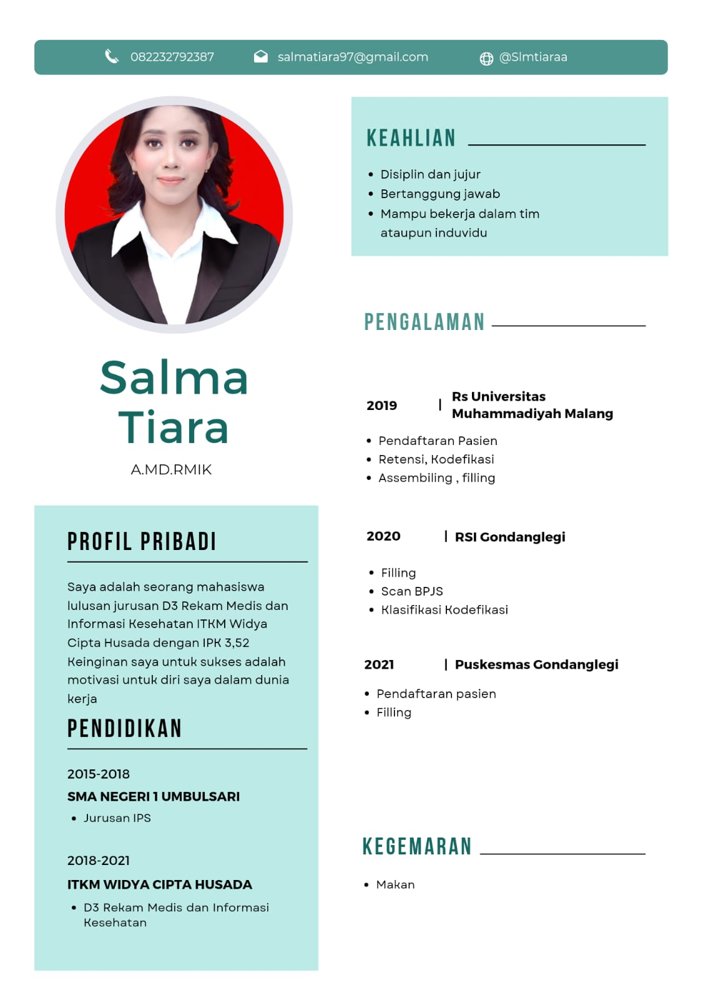 082232792387
salmatiara97@gmail.com
@Slmtiaraa
Salma
Tiara
A.MD.RMIK
PROFIL PRIBADI
Saya adalah seorang mahasiswa
lulusan jurusan D3 Rekam Medis dan
Informasi Kesehatan ITKM Widya
Cipta Husada dengan IPK 3,52
Keinginan saya untuk sukses adalah
motivasi untuk diri saya dalam dunia
kerja
PENDIDIKAN
2015-2018
SMA NEGERI 1 UMBULSARI
• Jurusan IPS
2018-2021
ITKM WIDYA CIPTA HUSADA
• D3 Rekam Medis dan Informasi
Kesehatan
KEAHLIAN
• Disiplin dan jujur
• Bertanggung jawab
• Mampu bekerja dalam tim
ataupun induvidu
PENGALAMAN
2019 | Rs Universitas
Muhammadiyah Malang
• Pendaftaran Pasien
• Retensi, Kodefikasi
• Assembiling , filling
2020 | RSI Gondanglegi
• Filling
• Scan BPJS
• Klasifikasi Kodefikasi
2021 | Puskesmas Gondanglegi
• Pendaftaran pasien
• Filling
KEGEMARAN
• Makan